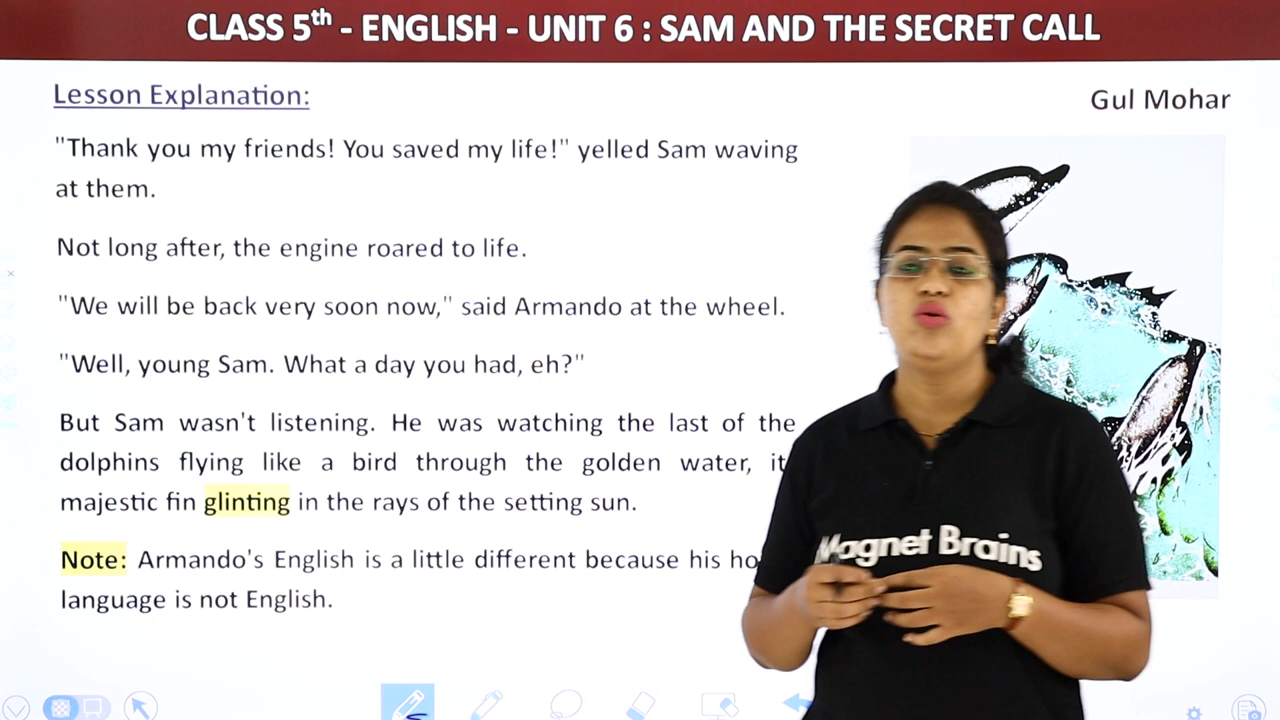 CLASS 5th - ENGLISH - UNIT 6 : SAM AND THE SECRET CALL
Lesson Explanation:
Gul Mohar
"Thank you my friends! You saved my life!" yelled Sam waving
at them.
Not long after, the engine roared to life.
"We will be back very soon now," said Armando at the wheel.
"Well, young Sam. What a day you had, eh?"
But Sam wasn't listening. He was watching the last of the
dolphins flying like a bird through the golden water, it
majestic fin glinting in the rays of the setting sun.
Note: Armando's English is a little different because his ho
language is not English.
Magnet Brains